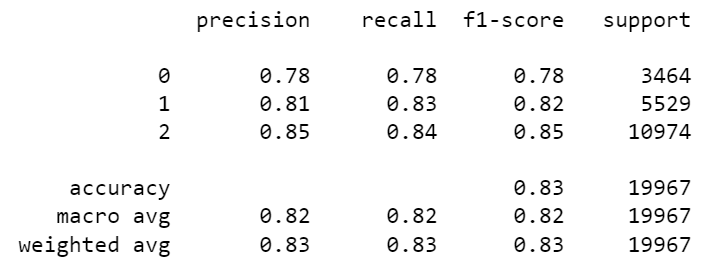 precision recall f1-score support
0 0.78 0.78 0.78 3464
1 0.81 0.83 0.82 5529
2 0.85 0.84 0.85 10974
accuracy 0.83 19967
macro avg 0.82 0.82 0.82 19967
weighted avg 0.83 0.83 0.83 19967